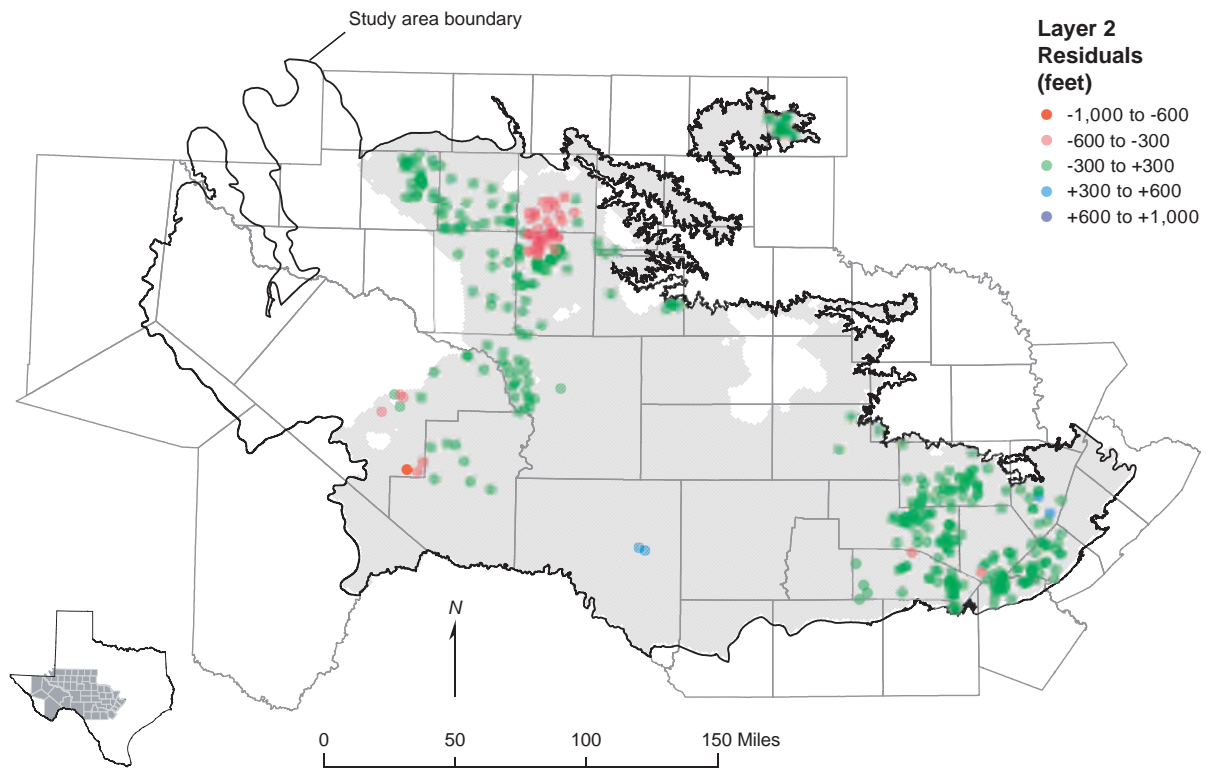 Study area boundary
Layer 2
Residuals
(feet)
-1,000 to -600
-600 to -300
-300 to +300
+300 to +600
+600 to +1,000
N
0 50 100 150 Miles